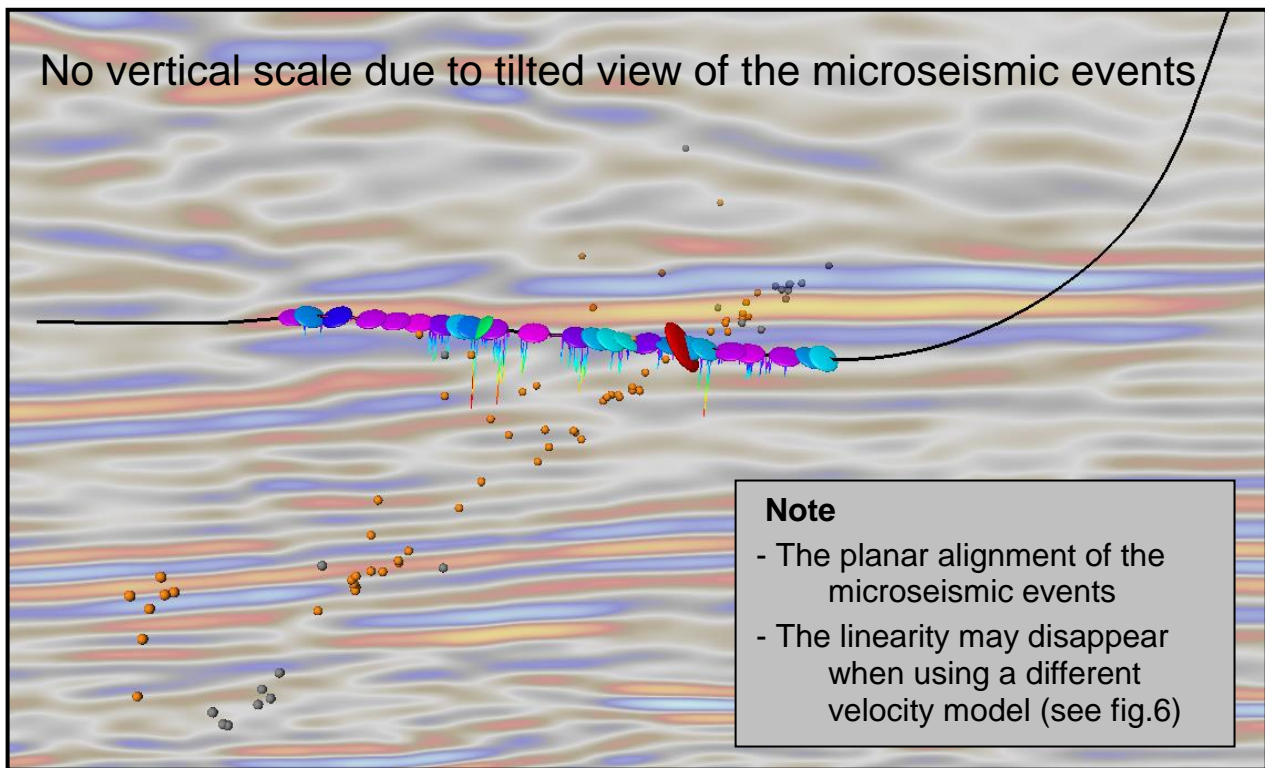 No vertical scale due to tilted view of the microseismic events
Note
- The planar alignment of the
microseismic events
- The linearity may disappear
when using a different
velocity model (see fig.6)